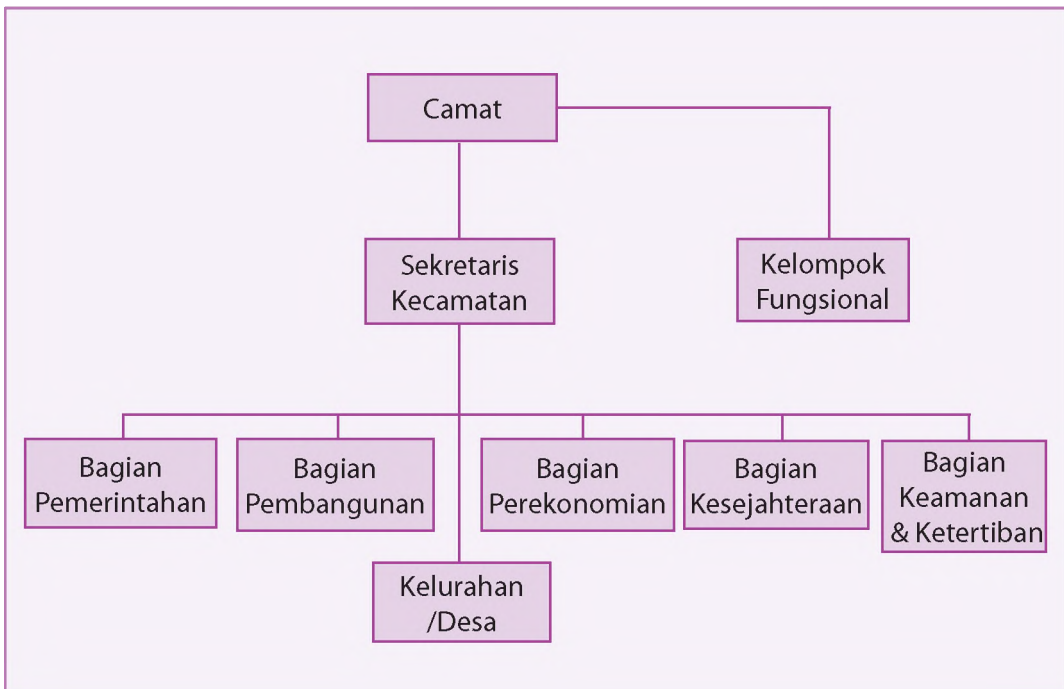 Camat
Sekretaris
Kecamatan
Kelompok
Fungsional
Bagian
Pemerintahan
Bagian
Pembangunan
Bagian
Perekonomian
Bagian
Kesejahteraan
Bagian
Keamanan
& Ketertiban
Kelurahan
/Desa